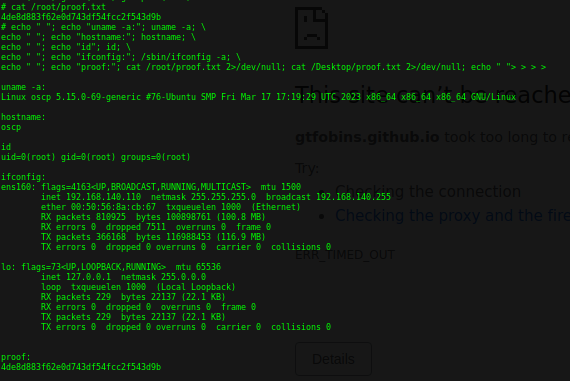 # cat /root/proof.txt
4de8d883f62e0d743df54fcc2f543d9b
# echo " "; echo "uname -a:"; uname -a; \
echo " "; echo "hostname:"; hostname; \
echo " "; echo "id"; id; \
echo " "; echo "ifconfig:"; /sbin/ifconfig -a; \
echo " "; echo "proof:"; cat /root/proof.txt 2>/dev/null; cat /Desktop/proof.txt 2>/dev/null; echo " "> > > >
uname -a:
Linux oscp 5.15.0-69-generic #76-Ubuntu SMP Fri Mar 17 17:19:29 UTC 2023 x86_64 x86_64 x86_64 GNU/Linux
hostname:
oscp
id
uid=0(root) gid=0(root) groups=0(root)
ifconfig:
ens160: flags=4163<UP,BROADCAST,RUNNING,MULTICAST>  mtu 1500
inet 192.168.140.110  netmask 255.255.255.0  broadcast 192.168.140.255
ether 00:50:56:8a:cb:67  txqueuelen 1000  (Ethernet)
RX packets 810925  bytes 100898761 (100.8 MB)
RX errors 0  dropped 7511  overruns 0  frame 0
TX packets 366168  bytes 116988453 (116.9 MB)
TX errors 0  dropped 0 overruns 0  carrier 0  collisions 0
lo: flags=73<UP,LOOPBACK,RUNNING>  mtu 65536
inet 127.0.0.1  netmask 255.0.0.0
loop  txqueuelen 1000  (Local Loopback)
RX packets 229  bytes 22137 (22.1 KB)
RX errors 0  dropped 0  overruns 0  frame 0
TX packets 229  bytes 22137 (22.1 KB)
TX errors 0  dropped 0 overruns 0  carrier 0  collisions 0
proof:
4de8d883f62e0d743df54fcc2f543d9b
This site can't be reache
gtfobins.github.io took too long to r
Try:
Checking the connection
Checking the proxy and the fire
ERR_TIMED_OUT
Details